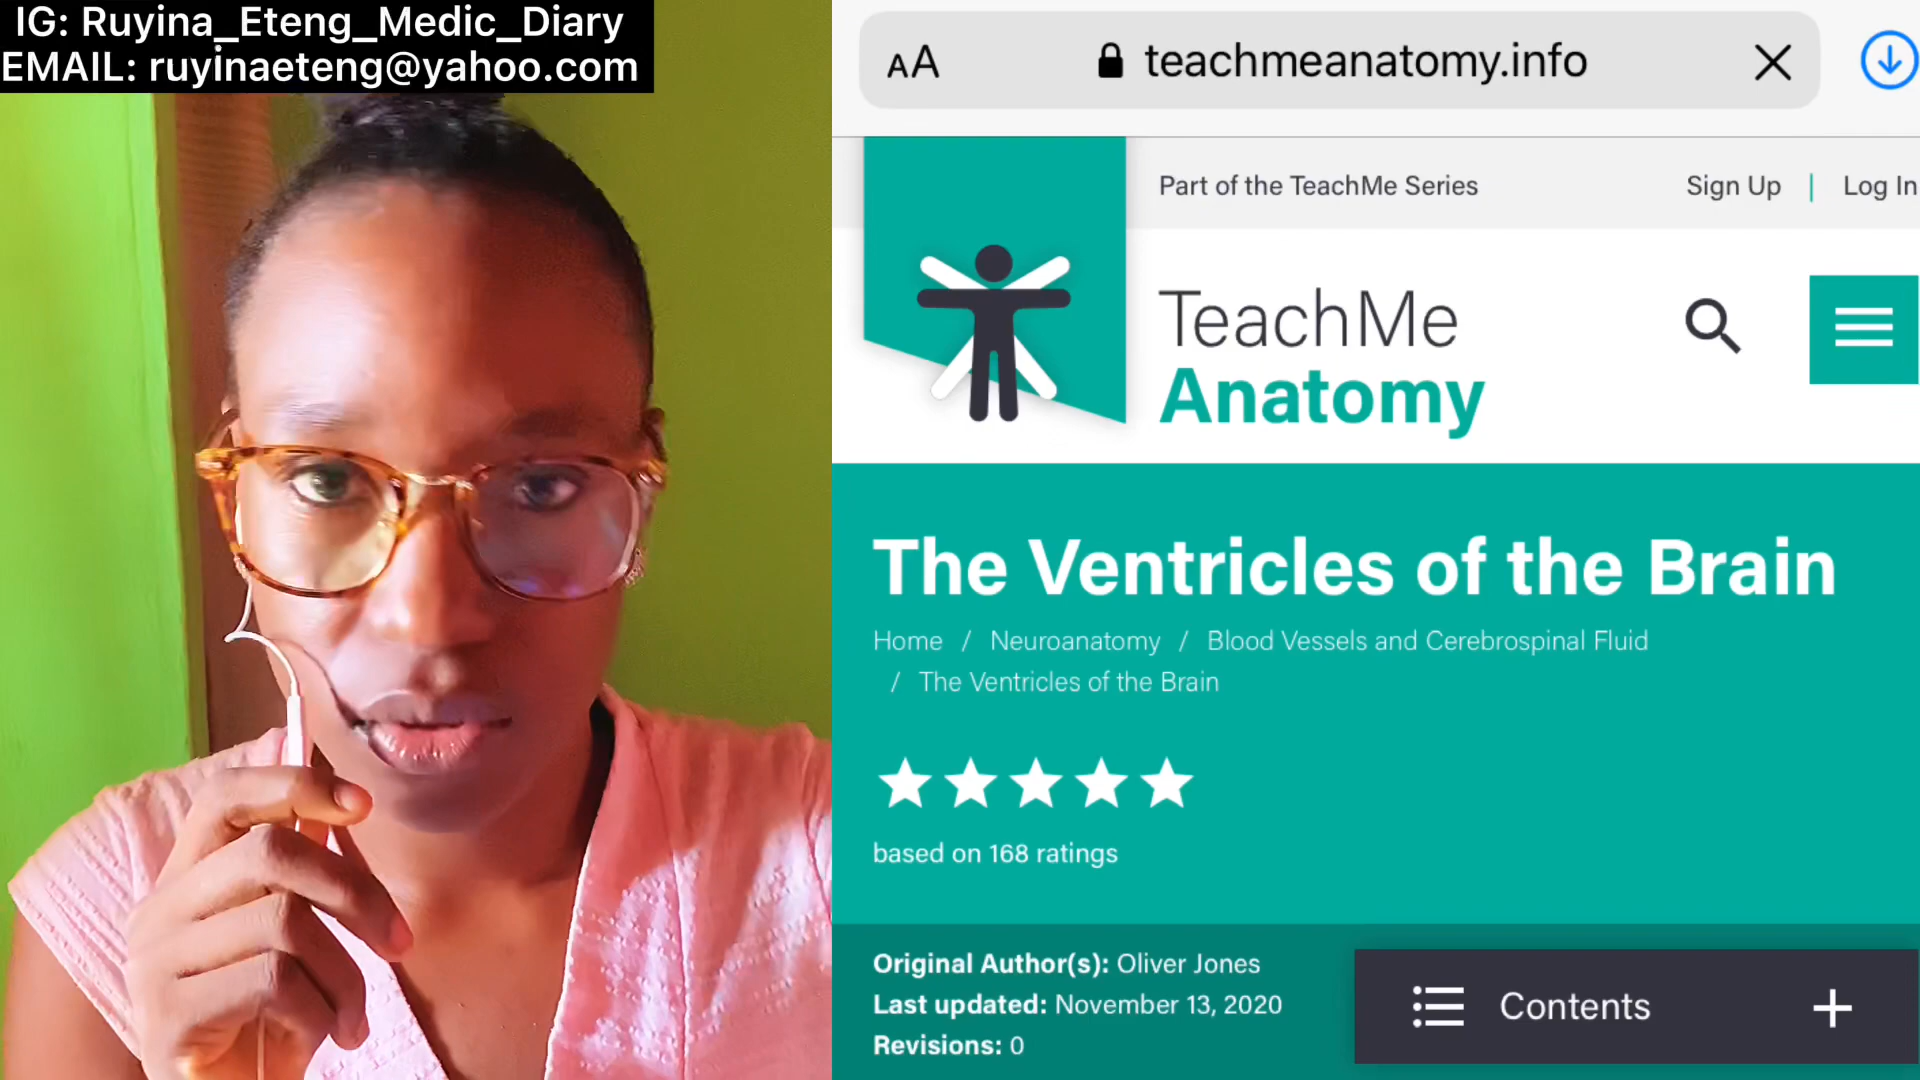 IG: Ruyina_Eteng_Medic_Diary
EMAIL: ruyinaeteng@yahoo.com
AA teachmeanatomy.info
Part of the TeachMe Series
Sign Up | Log In
TeachMe
Anatomy
The Ventricles of the Brain
Home / Neuroanatomy / Blood Vessels and Cerebrospinal Fluid
/ The Ventricles of the Brain
based on 168 ratings
Original Author(s): Oliver Jones
Last updated: November 13, 2020
Revisions: 0
Contents +